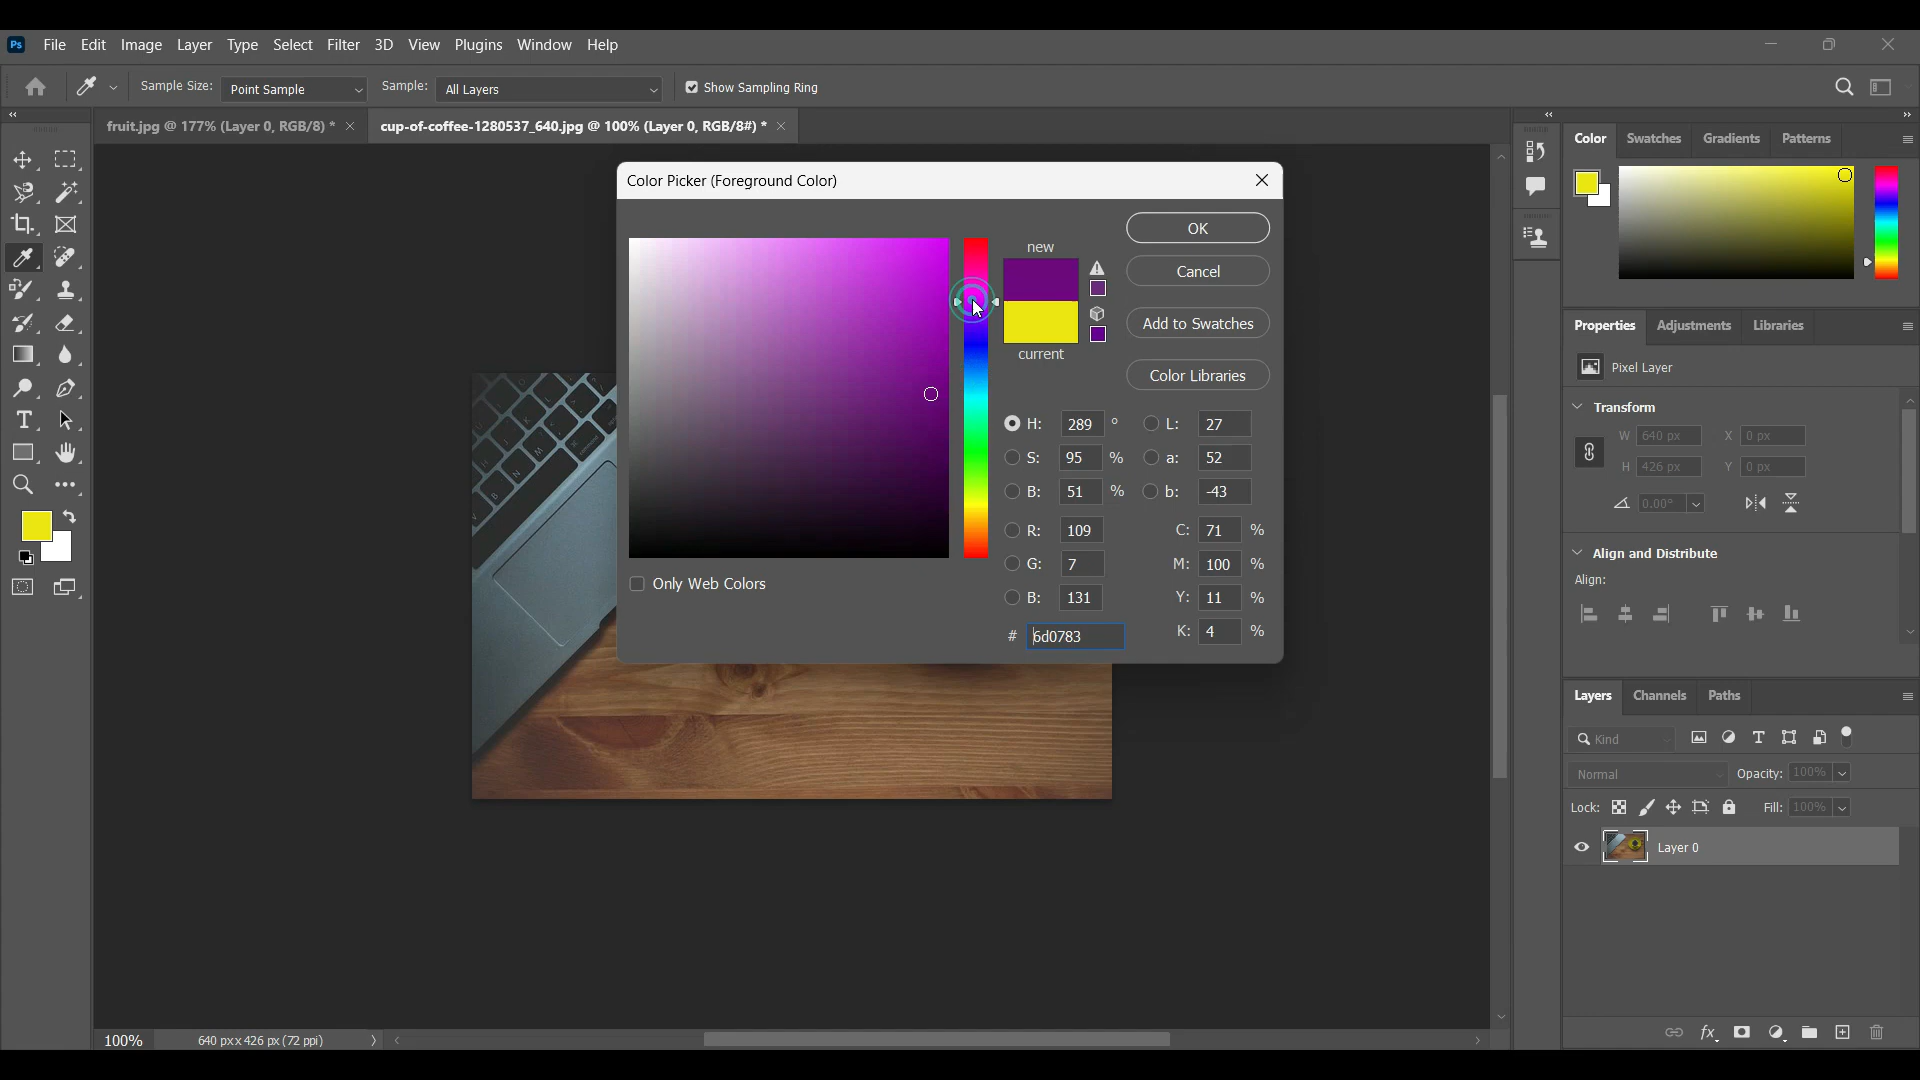 Ps File Edit Image Layer Type Select Filter 3D View Plugins Window Help
Sample Size: Point Sample Sample: All Layers Show Sampling Ring
fruit.jpg @ 177% (Layer 0, RGB/8) * cup-of-coffee-1280537_640.jpg @ 100% (Layer 0, RGB/8#) *
Color Picker (Foreground Color)
new
current
OK
Cancel
Add to Swatches
Color Libraries
H: 289 ° L: 27
S: 95 % a: 52
B: 51 % b: -43
R: 109 C: 71 %
G: 7 M: 100 %
B: 131 Y: 11 %
# 6d0783 K: 4 %
Only Web Colors
Color Swatches Gradients Patterns
Properties Adjustments Libraries
Pixel Layer
Transform
W 640 px X 0 px
H 426 px Y 0 px
0.00°
Align and Distribute
Align:
Layers Channels Paths
Kind
Normal Opacity: 100%
Lock: Fill: 100%
Layer 0
fx
100% 640 px x 426 px (72 ppi)